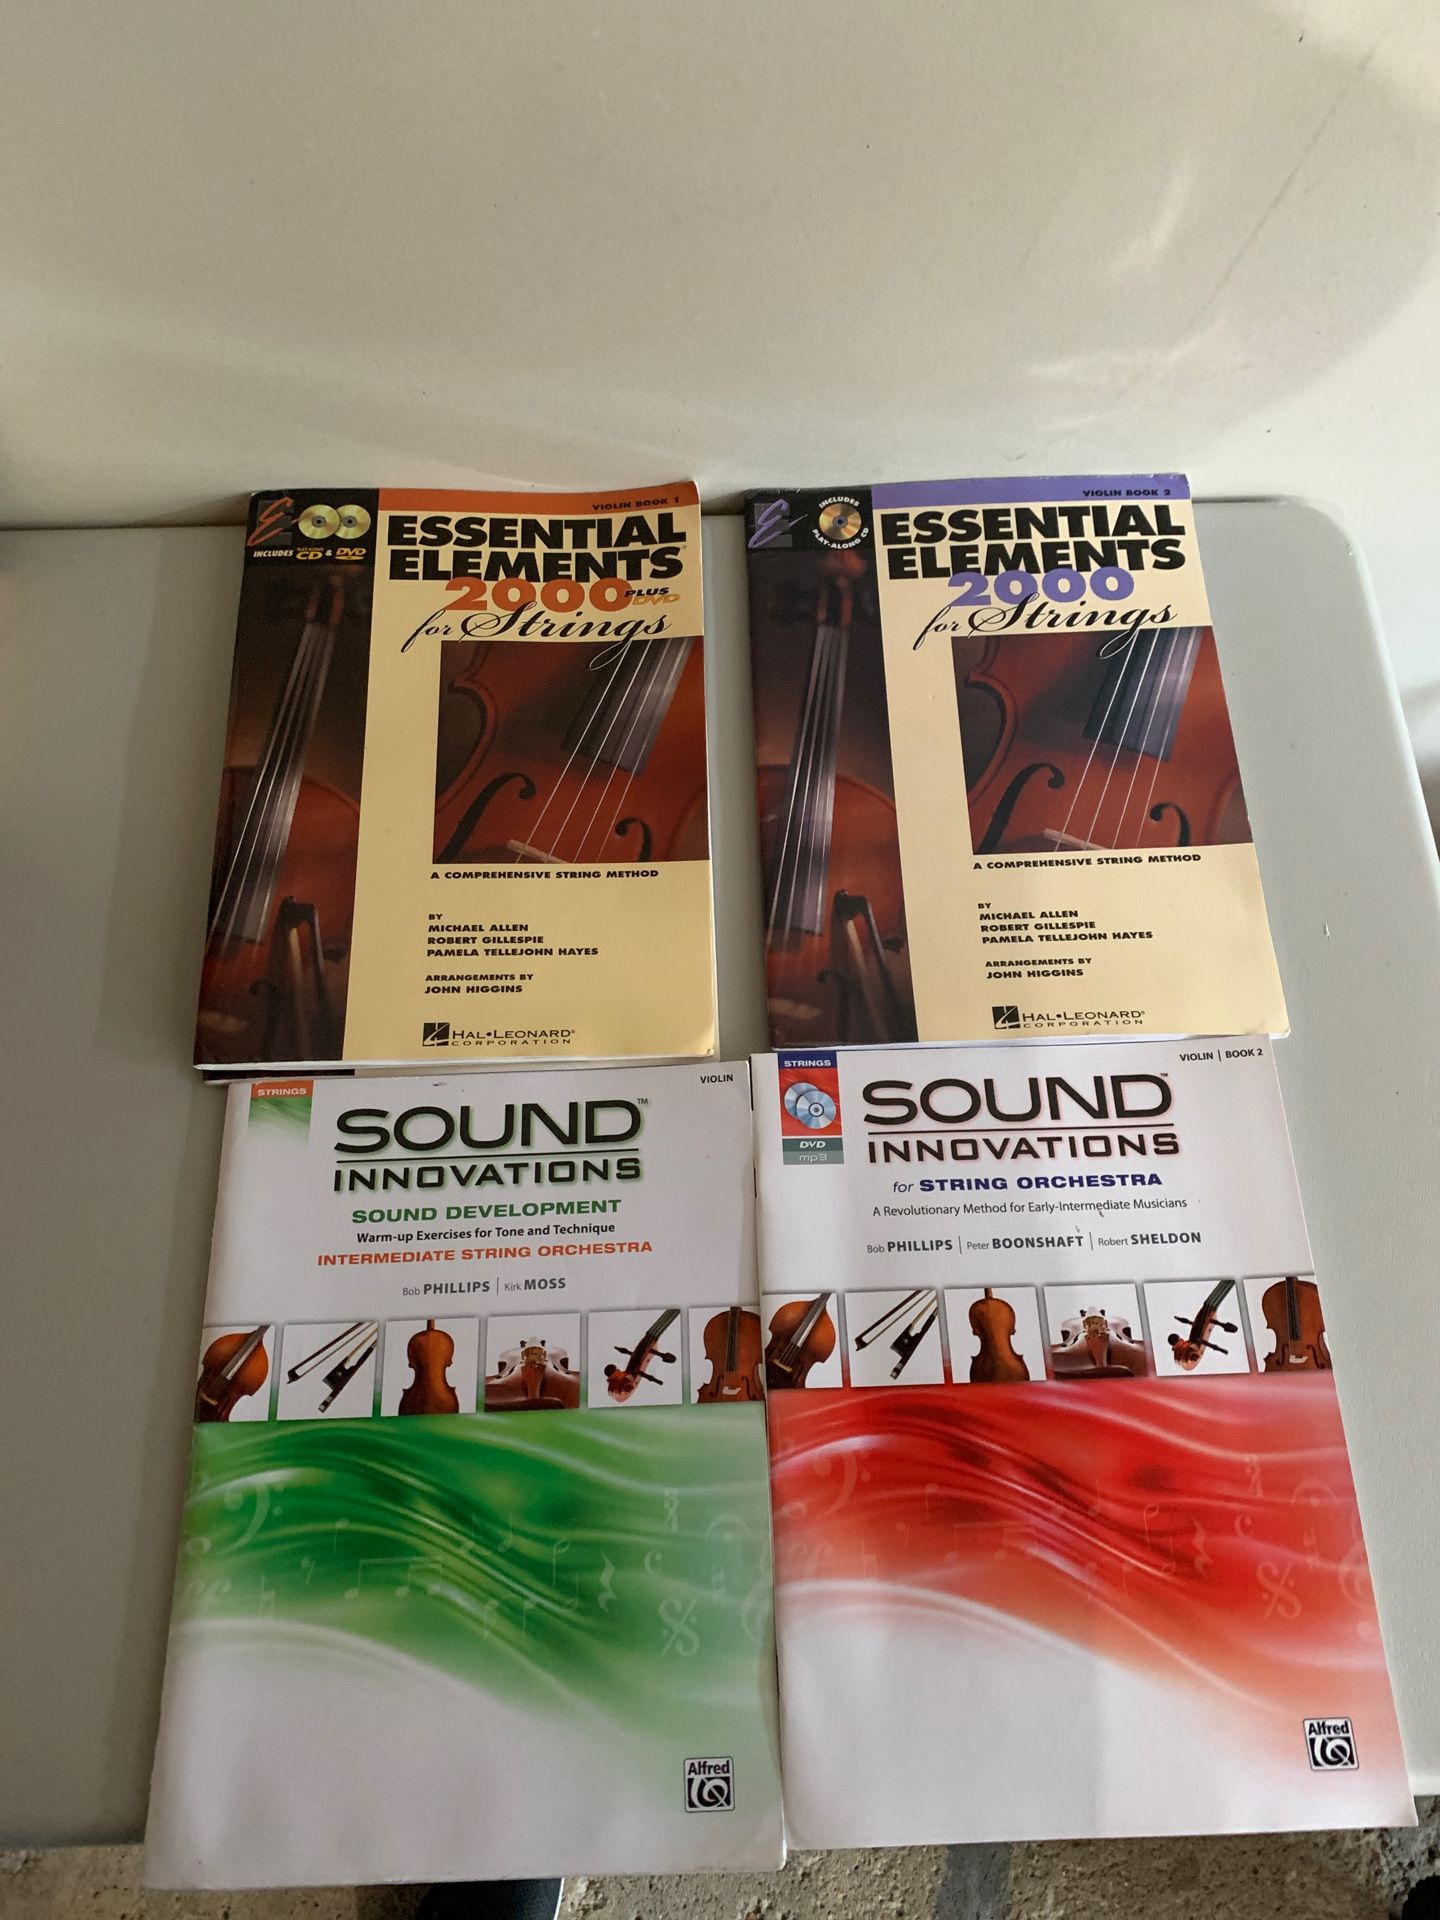 VIOLIN BOOK 1
INCLUDES PLAY-ALONG CD & DVD
ESSENTIAL
ELEMENTS®
2000 PLUS DVD
for Strings
A COMPREHENSIVE STRING METHOD
BY
MICHAEL ALLEN
ROBERT GILLESPIE
PAMELA TELLEJOHN HAYES
ARRANGEMENTS BY
JOHN HIGGINS
HAL•LEONARD®
CORPORATION
VIOLIN BOOK 2
INCLUDES
PLAY-ALONG CD
ESSENTIAL
ELEMENTS
2000
for Strings
A COMPREHENSIVE STRING METHOD
BY
MICHAEL ALLEN
ROBERT GILLESPIE
PAMELA TELLEJOHN HAYES
ARRANGEMENTS BY
JOHN HIGGINS
HAL•LEONARD®
CORPORATION
STRINGS
VIOLIN
SOUND™
INNOVATIONS
SOUND DEVELOPMENT
Warm-up Exercises for Tone and Technique
INTERMEDIATE STRING ORCHESTRA
Bob PHILLIPS | Kirk MOSS
Alfred
STRINGS
DVD
mp3
VIOLIN | BOOK 2
SOUND™
INNOVATIONS
for STRING ORCHESTRA
A Revolutionary Method for Early-Intermediate Musicians
Bob PHILLIPS | Peter BOONSHAFT | Robert SHELDON
Alfred